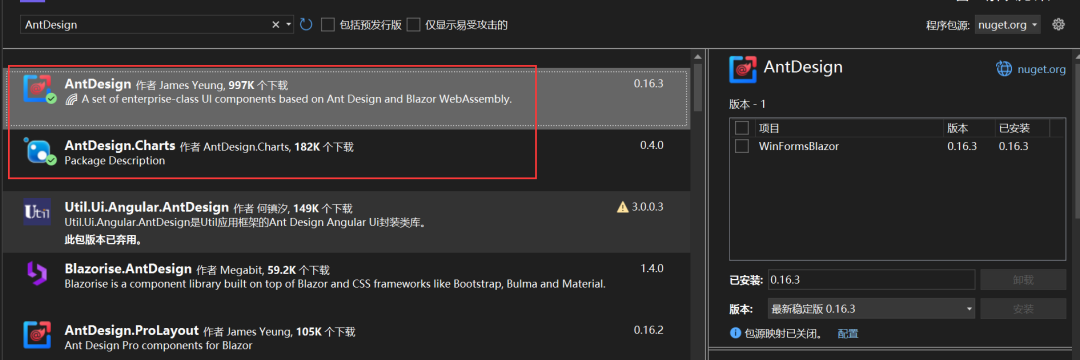 AntDesign
包括预发行版
仅显示易受攻击的
程序包源: nuget.org
AntDesign 作者 James Yeung, 997K 个下载
0.16.3
A set of enterprise-class UI components based on Ant Design and Blazor WebAssembly.
AntDesign.Charts 作者 AntDesign.Charts, 182K 个下载
0.4.0
Package Description
Util
Util.Ui.Angular.AntDesign 作者 何镇汐, 149K 个下载
3.0.0.3
Util.Ui.Angular.AntDesign是Util应用框架的Ant Design Angular Ui封装类库。
此包版本已弃用。
Blazorise.AntDesign 作者 Megabit, 59.2K 个下载
1.4.0
Blazorise is a component library built on top of Blazor and CSS frameworks like Bootstrap, Bulma and Material.
AntDesign.ProLayout 作者 James Yeung, 105K 个下载
0.16.2
Ant Design Pro components for Blazor
AntDesign
nuget.org
版本 - 1
项目 版本 已安装
WinFormsBlazor 0.16.3 0.16.3
已安装: 0.16.3 卸载
版本: 最新稳定版 0.16.3 安装
包源映射已关闭。 配置